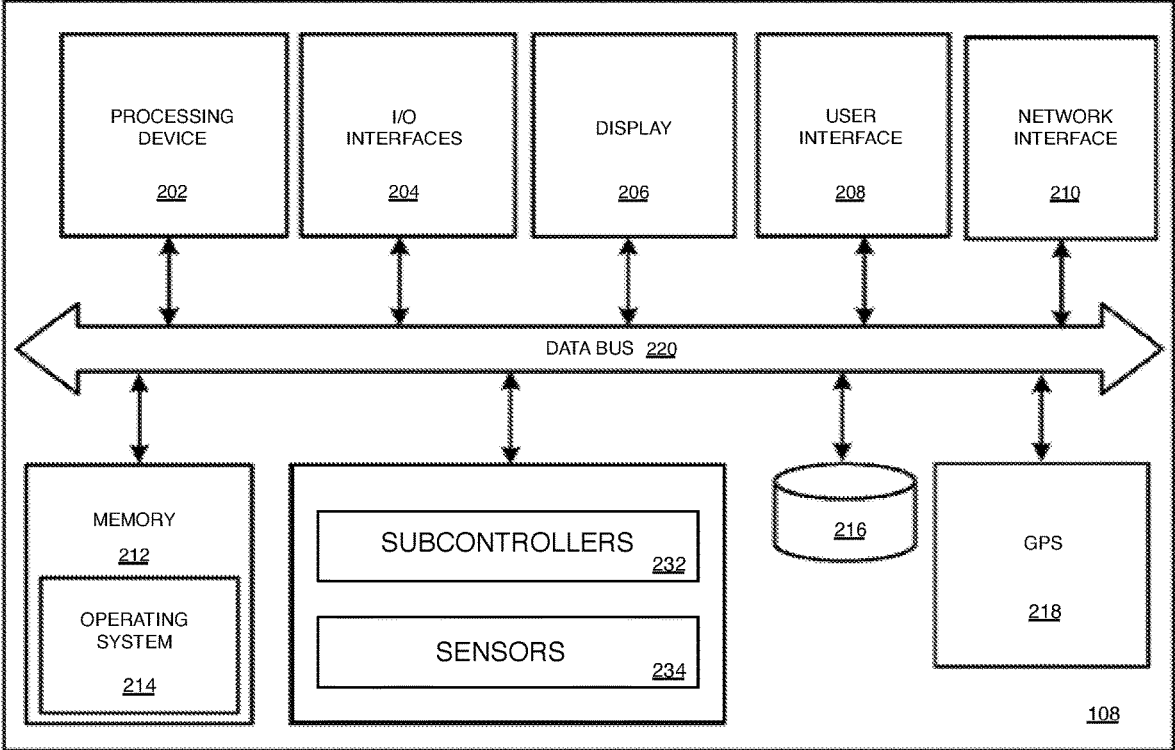 PROCESSING
DEVICE
202
I/O
INTERFACES
204
DISPLAY
206
USER
INTERFACE
208
NETWORK
INTERFACE
210
DATA BUS 220
MEMORY
212
OPERATING
SYSTEM
214
SUBCONTROLLERS
232
SENSORS
234
216
GPS
218
108